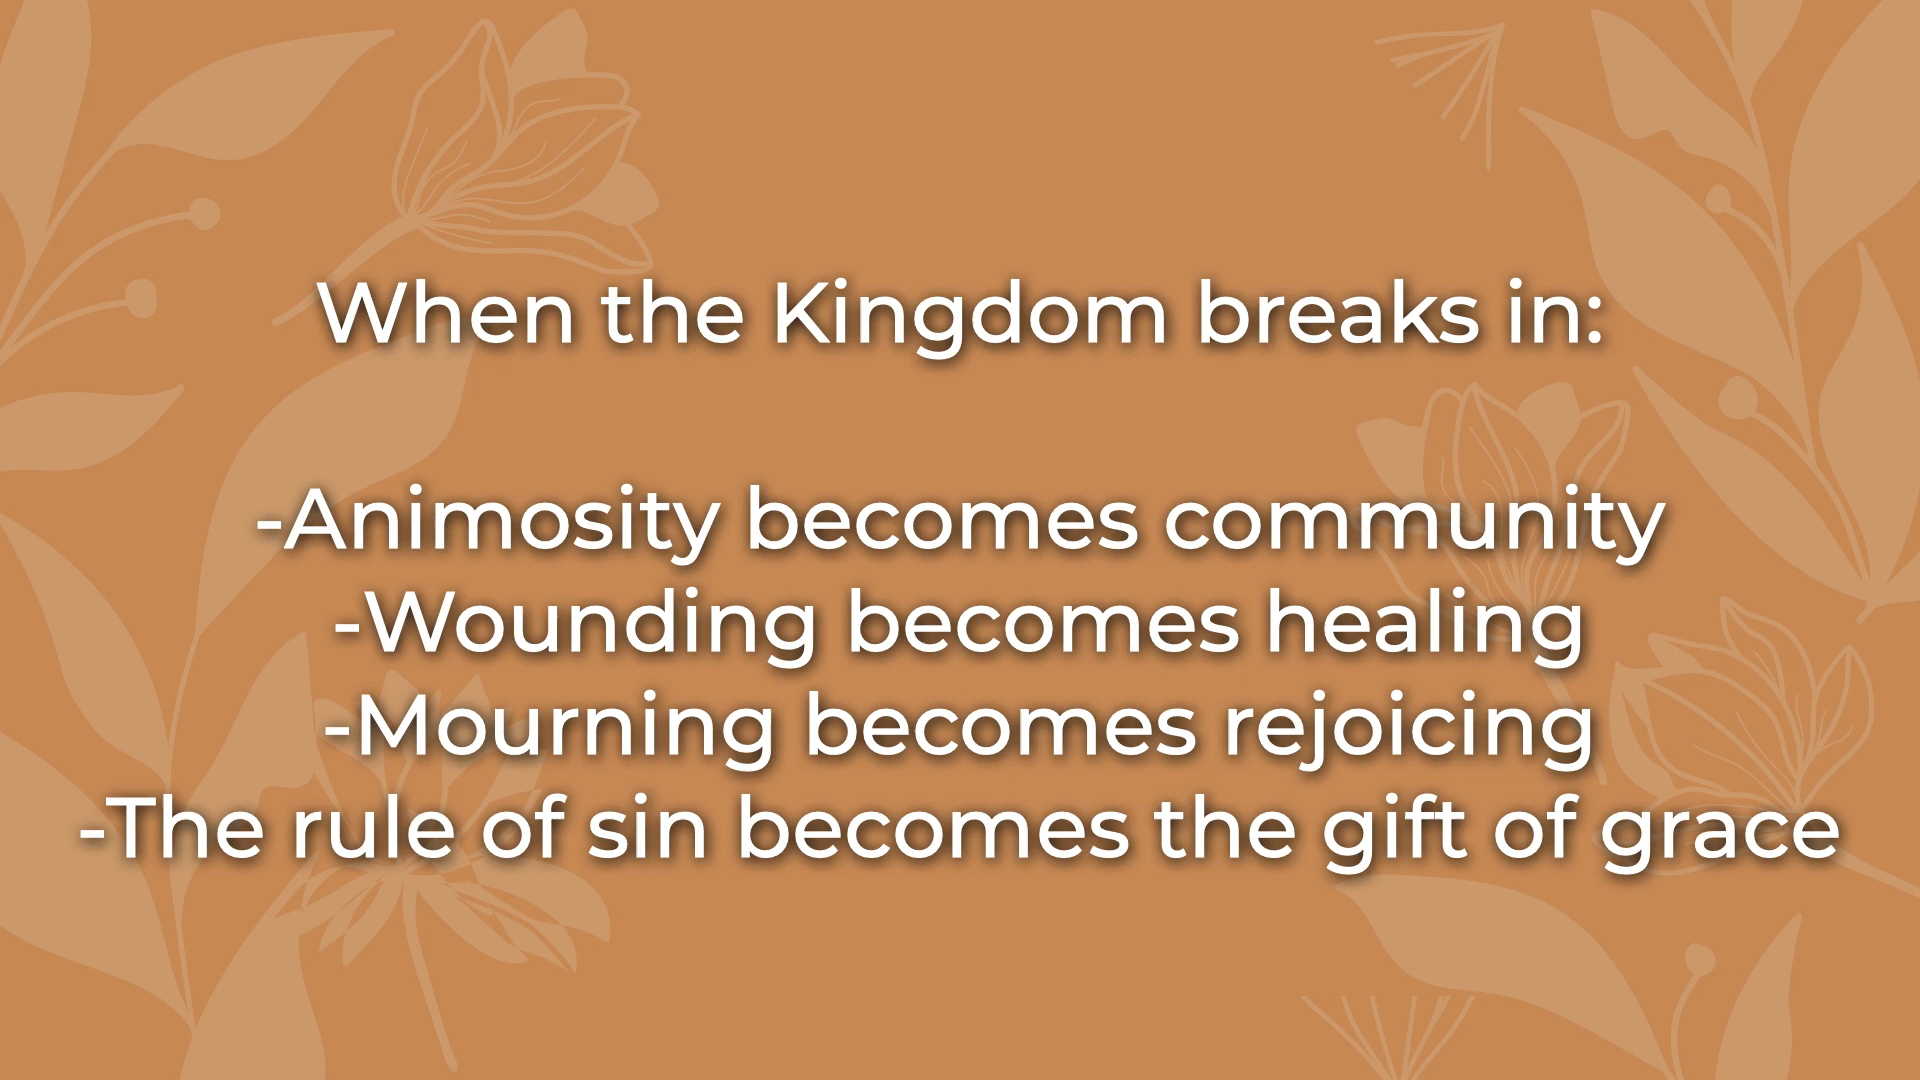 When the Kingdom breaks in:
-Animosity becomes community
-Wounding becomes healing
-Mourning becomes rejoicing
-The rule of sin becomes the gift of grace